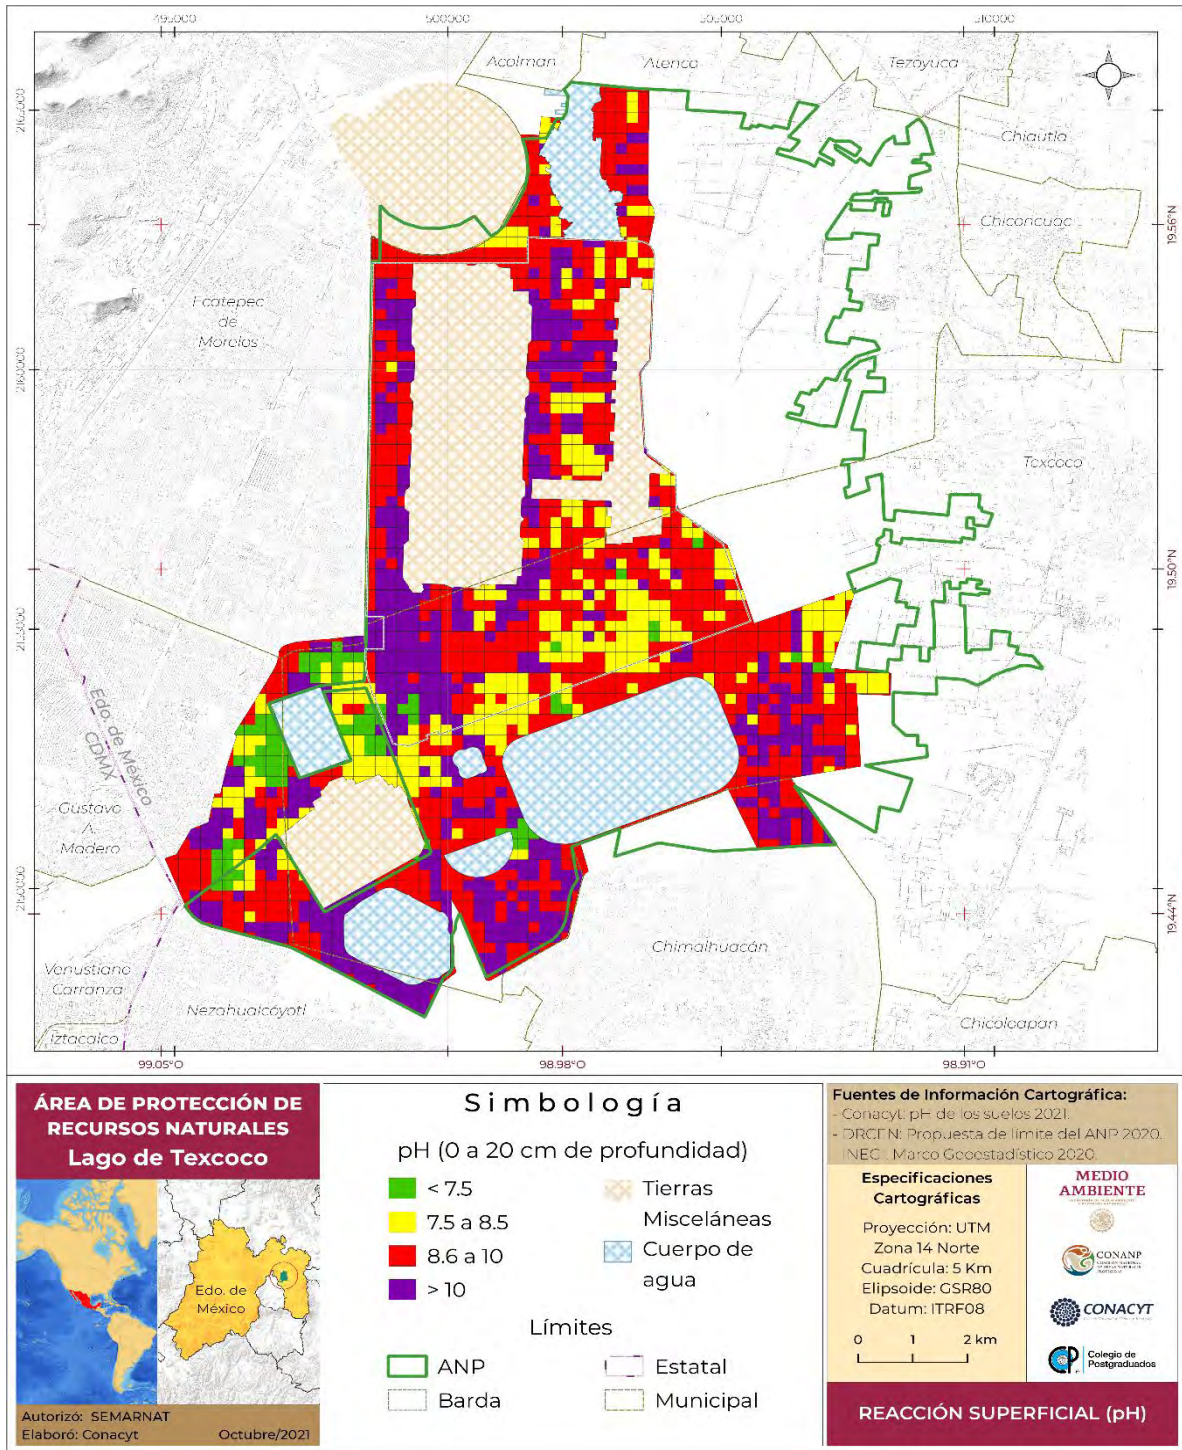 495000 500000 505000 510000
Acolman
Atenco
Tezoyuca
2165000
Chiautla
Chiconcuac
19.56°N
Ecatepec
de
Morelos
2160000
Texcoco
19.50°N
2155000
Edo. de México
CDMX
Gustavo
A.
Madero
2150000
19.44°N
Chimalhuacán
Venustiano
Carranza
Nezahualcóyotl
Iztacalco
Chicoloapan
99.05°O 98.98°O 98.91°O
ÁREA DE PROTECCIÓN DE
RECURSOS NATURALES
Lago de Texcoco
Edo. de
México
Autorizó: SEMARNAT
Elaboró: Conacyt Octubre/2021
Simbología
pH (0 a 20 cm de profundidad)
< 7.5
7.5 a 8.5
8.6 a 10
> 10
Tierras
Misceláneas
Cuerpo de
agua
Límites
ANP
Barda
Estatal
Municipal
Fuentes de Información Cartográfica:
- Conacyt: pH de los suelos 2021.
- DRCEN: Propuesta de límite del ANP 2020.
- INEGI: Marco Geoestadístico 2020.
Especificaciones
Cartográficas
Proyección: UTM
Zona 14 Norte
Cuadrícula: 5 Km
Elipsoide: GSR80
Datum: ITRF08
0 1 2 km
MEDIO
AMBIENTE
CONANP
CONACYT
Colegio de
Postgraduados
REACCIÓN SUPERFICIAL (pH)